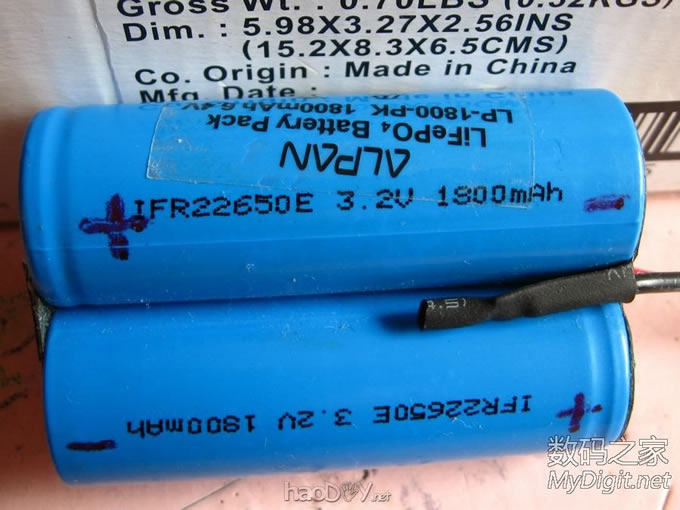 Gross Wt. : 0.70LBS (0.32KGS)
Dim. : 5.98X3.27X2.56INS
(15.2X8.3X6.5CMS)
Co. Origin : Made in China
Mfg. Date :
ALPAN
LiFePO4 Battery Pack
LP-1800-PK 1800mAh 6.4V
+ IFR22650E 3.2V 1800mAh -
IFR22650E 3.2V 1800mAh
+ -
数码之家
MyDigit.net
haoDIY.net